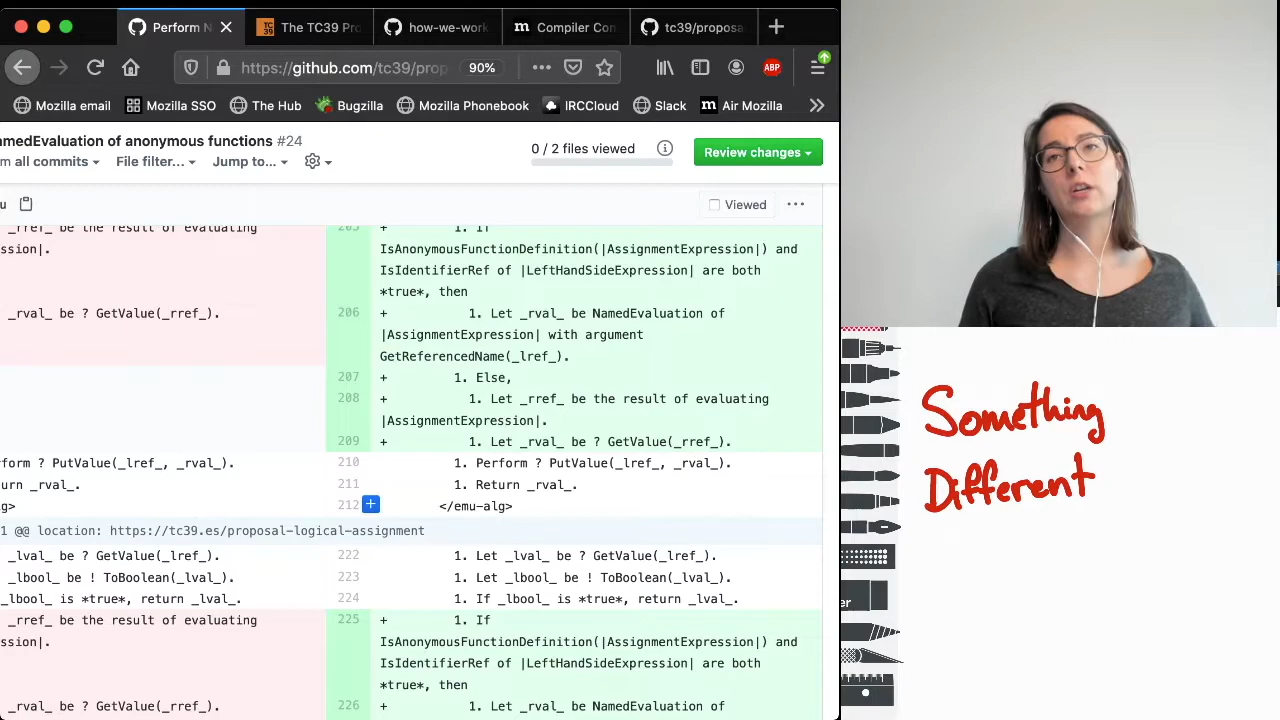 Perform N
The TC39 Pro
how-we-work
Compiler Com
tc39/proposa
https://github.com/tc39/prop
90%
ABP
Mozilla email
Mozilla SSO
The Hub
Bugzilla
Mozilla Phonebook
IRCCloud
Slack
Air Mozilla
NamedEvaluation of anonymous functions #24
m all commits
File filter...
Jump to...
0 / 2 files viewed
Review changes
u
Viewed
_rref_ be the result of evaluating
ssion|.
_rval_ be ? GetValue(_rref_).
form ? PutValue(_lref_, _rval_).
urn _rval_.
lg>
205 + 1. If
IsAnonymousFunctionDefinition(|AssignmentExpression|) and
IsIdentifierRef of |LeftHandSideExpression| are both
*true*, then
206 + 1. Let _rval_ be NamedEvaluation of
|AssignmentExpression| with argument
GetReferencedName(_lref_).
207 + 1. Else,
208 + 1. Let _rref_ be the result of evaluating
|AssignmentExpression|.
209 + 1. Let _rval_ be ? GetValue(_rref_).
210 1. Perform ? PutValue(_lref_, _rval_).
211 1. Return _rval_.
212 </emu-alg>
1 @@ location: https://tc39.es/proposal-logical-assignment
_lval_ be ? GetValue(_lref_).
_lbool_ be ! ToBoolean(_lval_).
_lbool_ is *true*, return _lval_.
_rref_ be the result of evaluating
ssion|.
_rval_ be ? GetValue(_rref_).
222 1. Let _lval_ be ? GetValue(_lref_).
223 1. Let _lbool_ be ! ToBoolean(_lval_).
224 1. If _lbool_ is *true*, return _lval_.
225 + 1. If
IsAnonymousFunctionDefinition(|AssignmentExpression|) and
IsIdentifierRef of |LeftHandSideExpression| are both
*true*, then
226 + 1. Let _rval_ be NamedEvaluation of
Something
Different
er